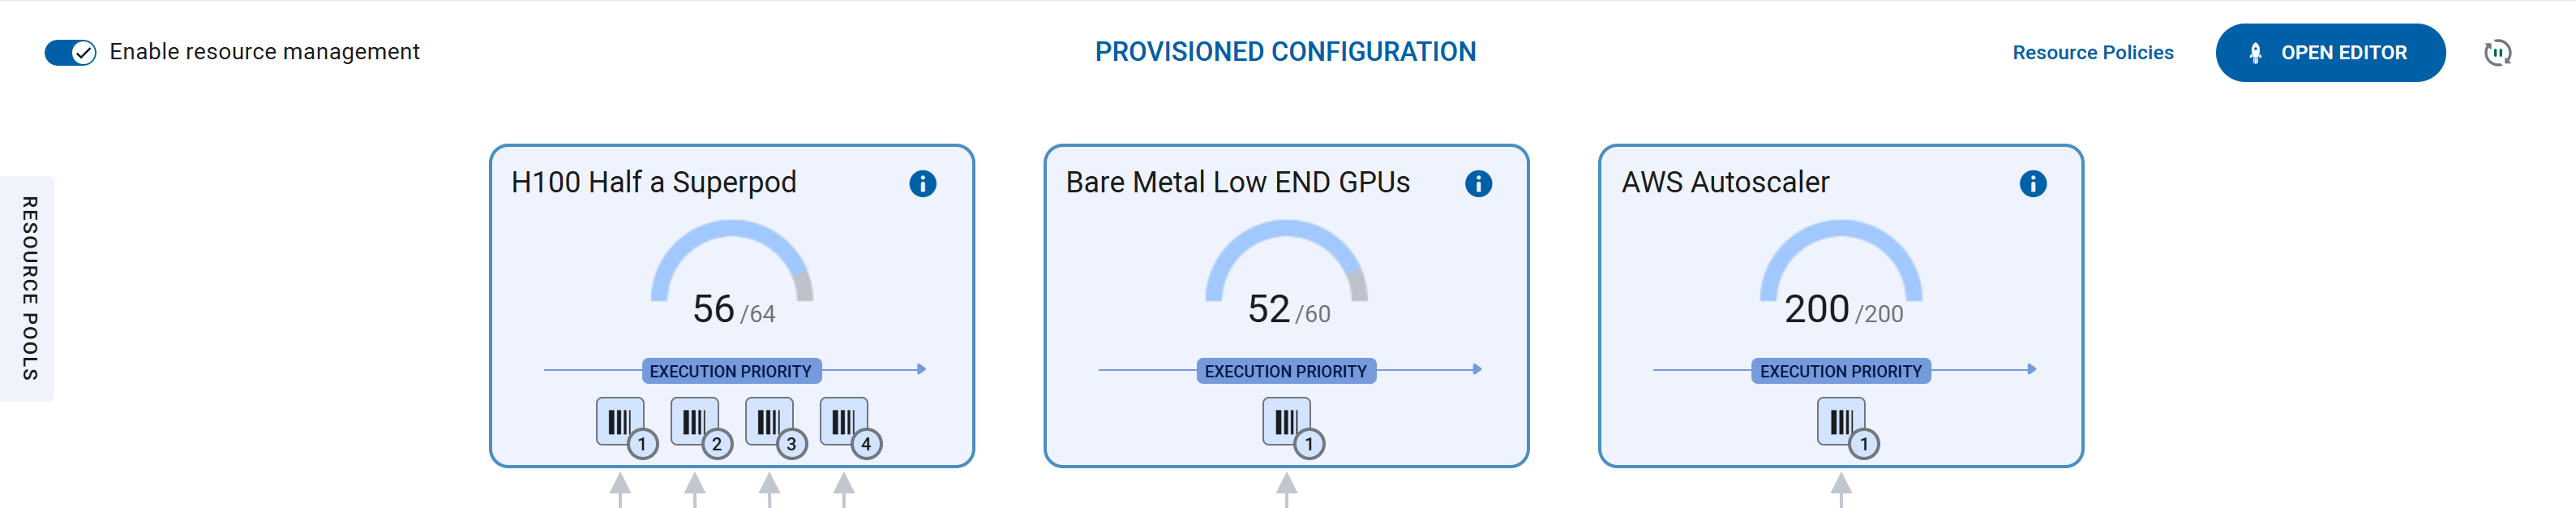 Enable resource management
PROVISIONED CONFIGURATION
Resource Policies
OPEN EDITOR
RESOURCE POOLS
H100 Half a Superpod
56 /64
EXECUTION PRIORITY
1 2 3 4
Bare Metal Low END GPUs
52 /60
EXECUTION PRIORITY
1
AWS Autoscaler
200 /200
EXECUTION PRIORITY
1